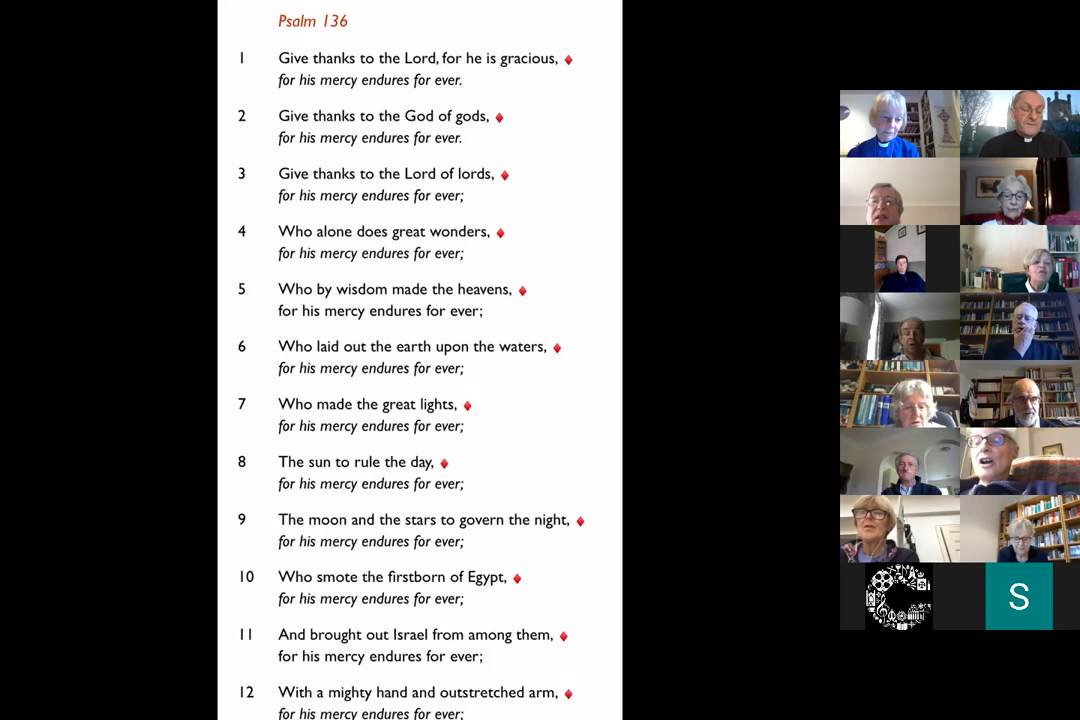 Psalm 136
1 Give thanks to the Lord, for he is gracious, ♦
for his mercy endures for ever.
2 Give thanks to the God of gods, ♦
for his mercy endures for ever.
3 Give thanks to the Lord of lords, ♦
for his mercy endures for ever;
4 Who alone does great wonders, ♦
for his mercy endures for ever;
5 Who by wisdom made the heavens, ♦
for his mercy endures for ever;
6 Who laid out the earth upon the waters, ♦
for his mercy endures for ever;
7 Who made the great lights, ♦
for his mercy endures for ever;
8 The sun to rule the day, ♦
for his mercy endures for ever;
9 The moon and the stars to govern the night, ♦
for his mercy endures for ever;
10 Who smote the firstborn of Egypt, ♦
for his mercy endures for ever;
11 And brought out Israel from among them, ♦
for his mercy endures for ever;
12 With a mighty hand and outstretched arm, ♦
for his mercy endures for ever;
S